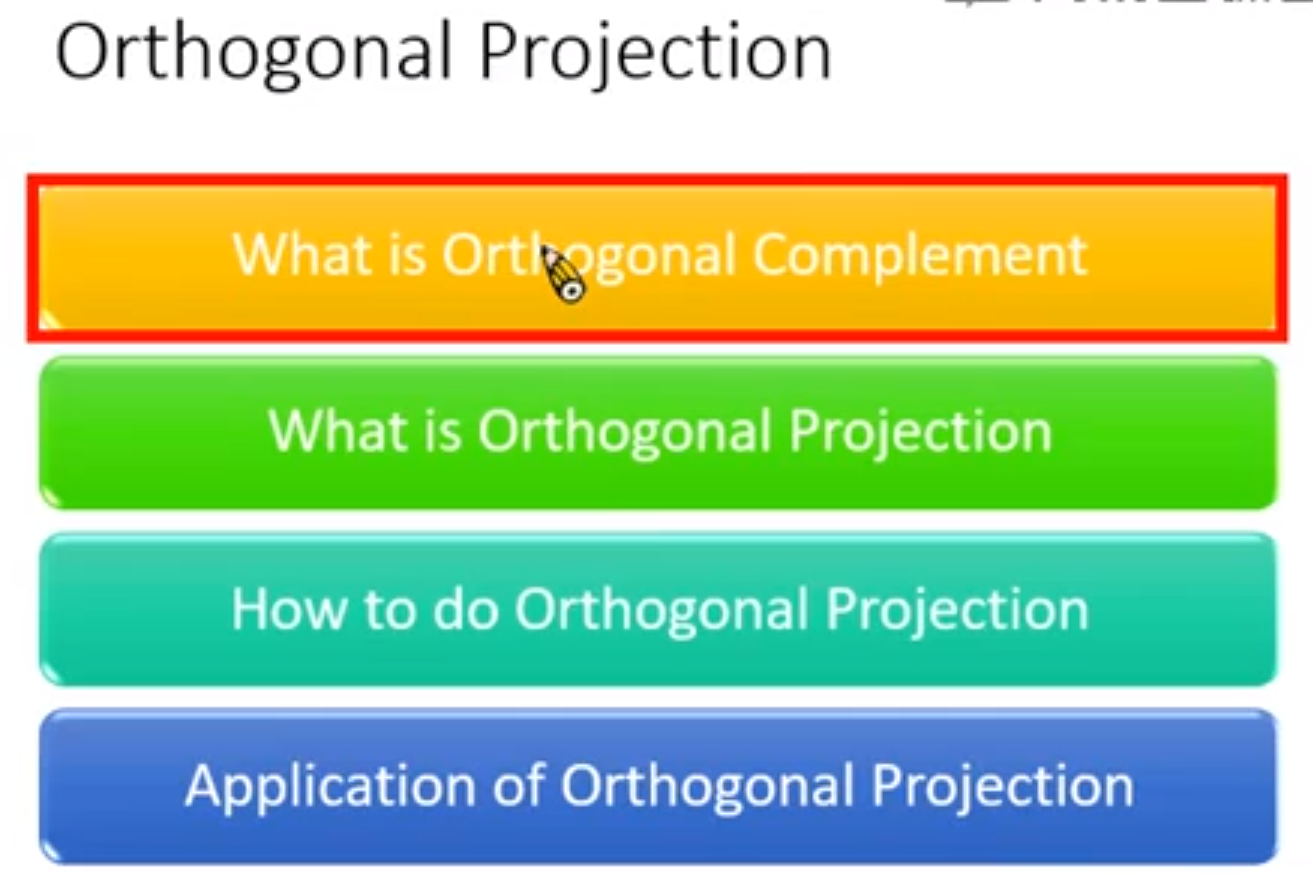 Orthogonal Projection
What is Orthogonal Complement
What is Orthogonal Projection
How to do Orthogonal Projection
Application of Orthogonal Projection